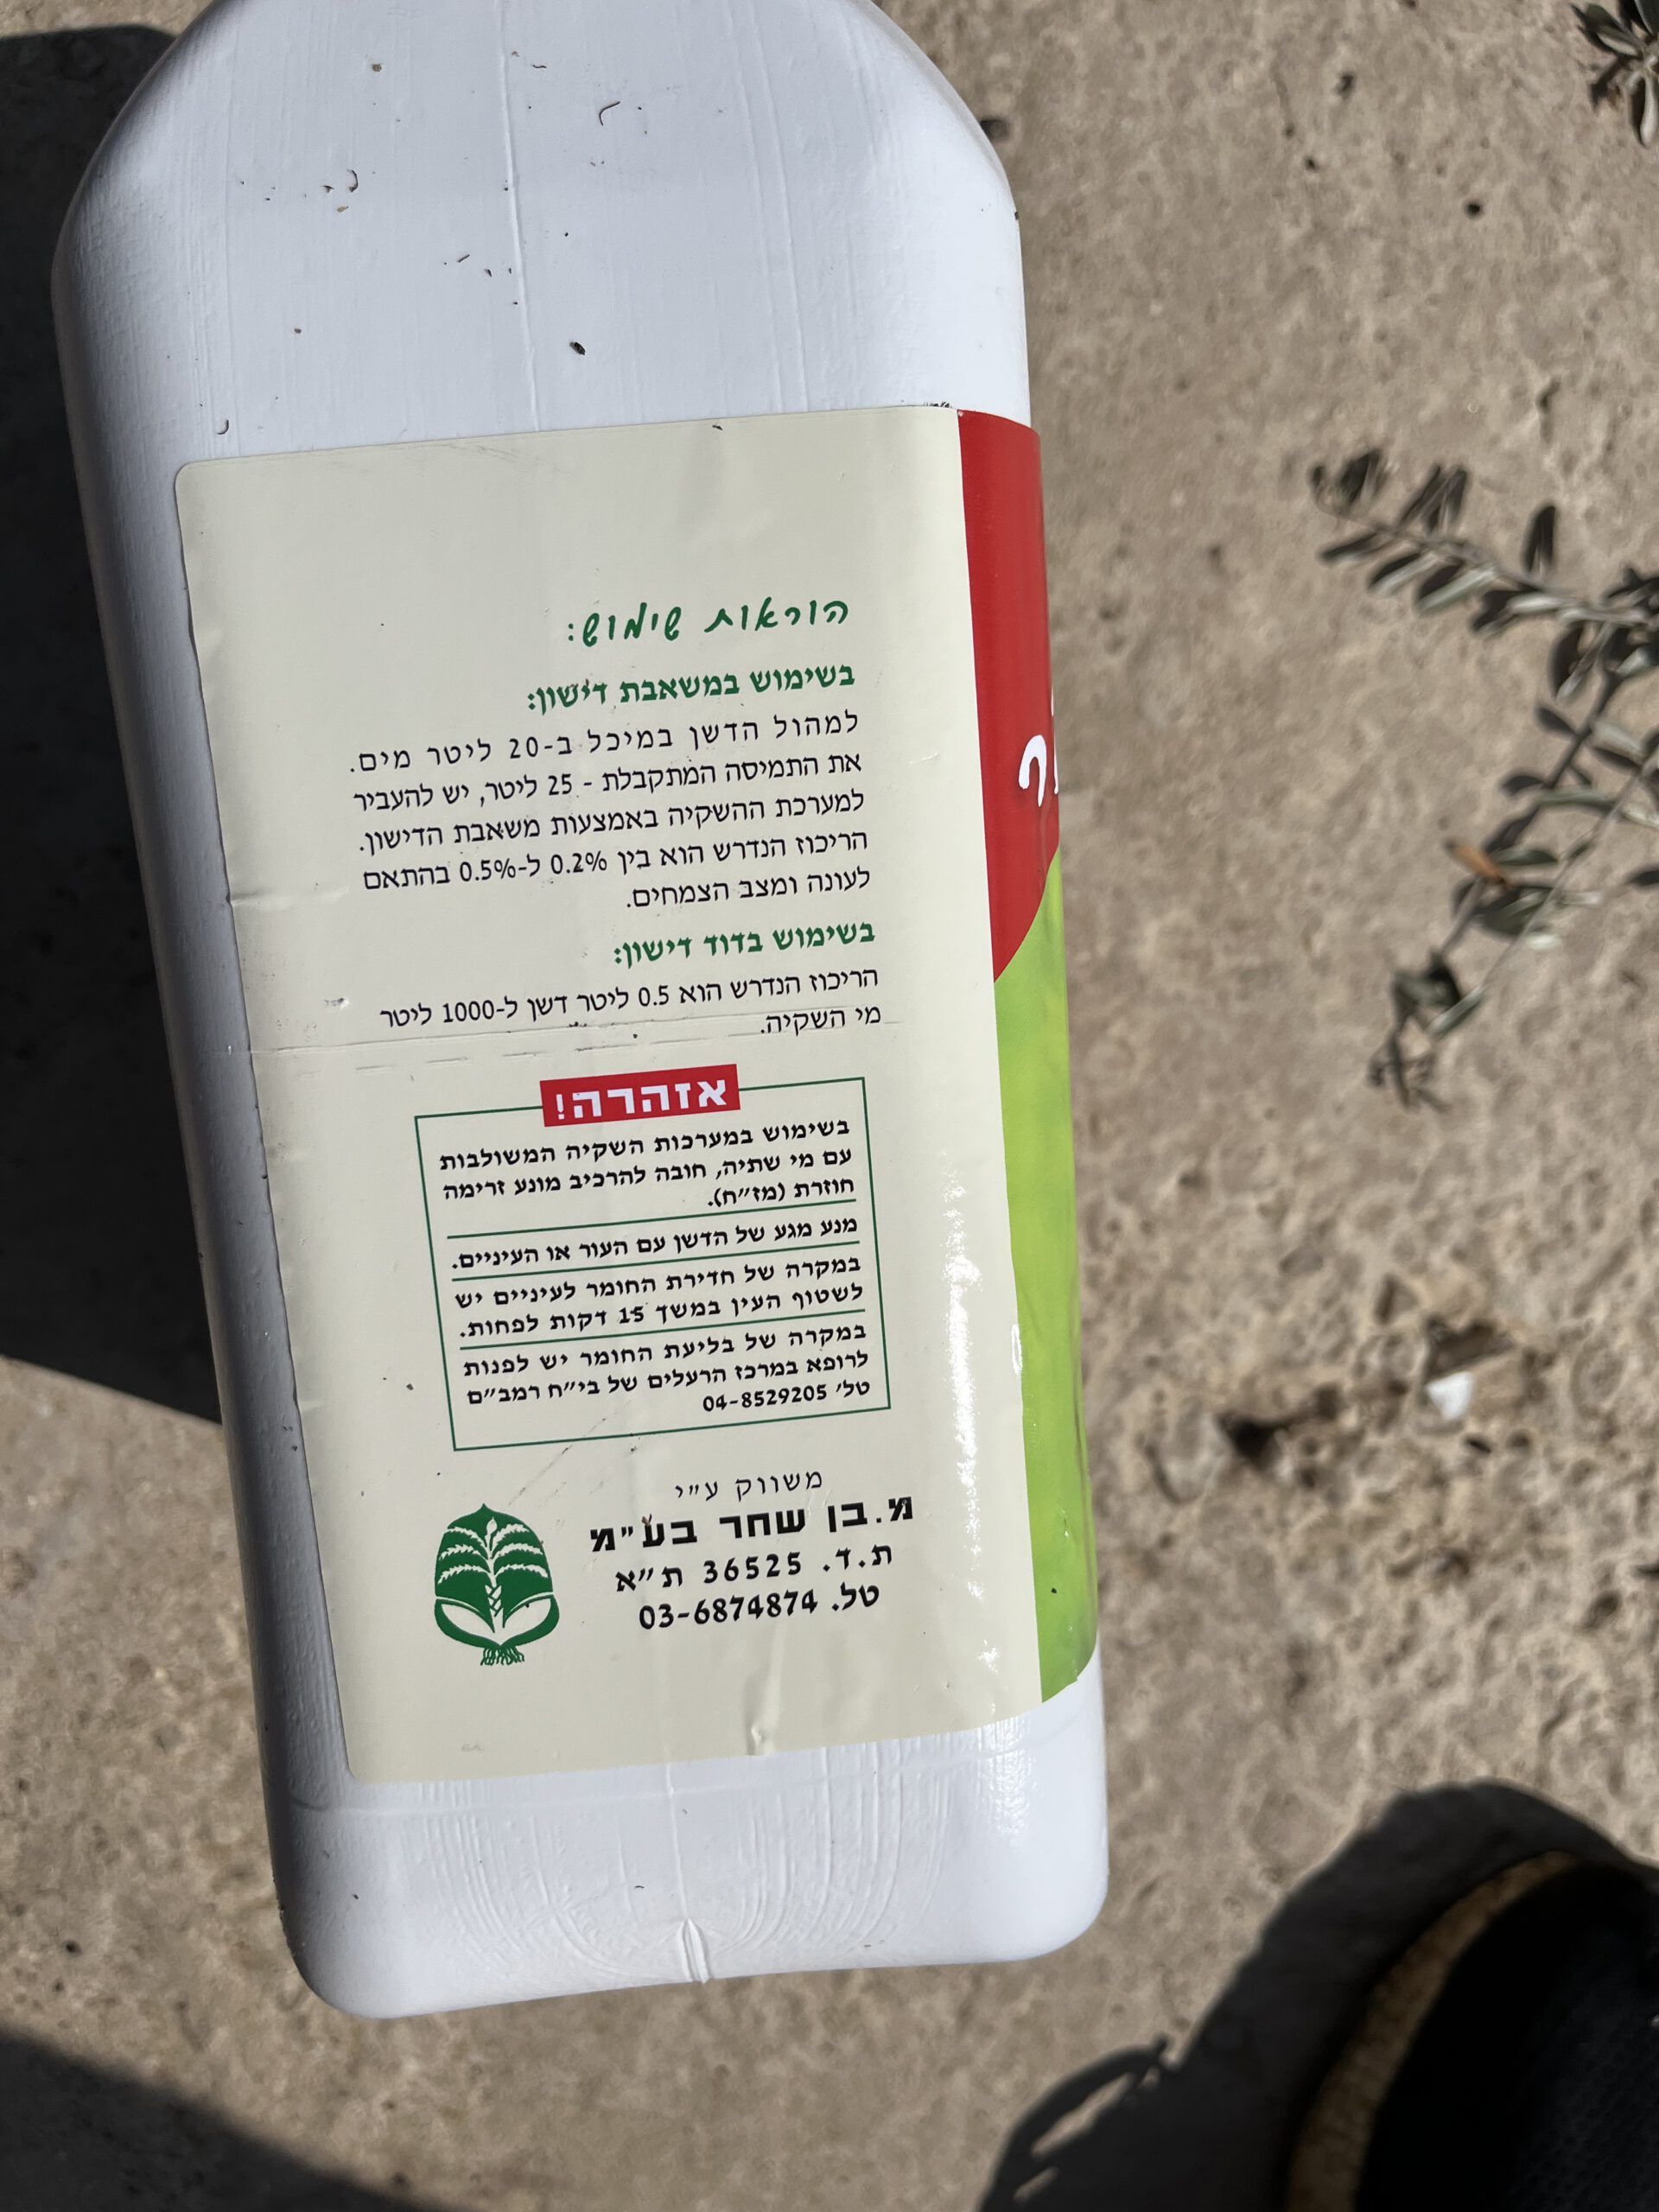 הוראות שימוש:
בשימוש במשאבת דישון:
למהול הדשן במיכל ב-20 ליטר מים.
את התמיסה המתקבלת - 25 ליטר, יש להעביר
למערכת ההשקיה באמצעות משאבת הדישון.
הריכוז הנדרש הוא בין 0.2% ל-0.5% בהתאם
לעונה ומצב הצמחים.
בשימוש בדוד דישון:
הריכוז הנדרש הוא 0.5 ליטר דשן ל-1000 ליטר
מי השקיה.
אזהרה!
בשימוש במערכות השקיה המשולבות
עם מי שתיה, חובה להרכיב מונע זרימה
חוזרת (מז״ח).
מנע מגע של הדשן עם העור או העיניים.
במקרה של חדירת החומר לעיניים יש
לשטוף העין במשך 15 דקות לפחות.
במקרה של בליעת החומר יש לפנות
לרופא במרכז הרעלים של בי״ח רמב״ם
טל׳ 04-8529205
משווק ע״י
מ.בן שחר בע״מ
ת.ד. 36525 ת״א
טל. 03-6874874